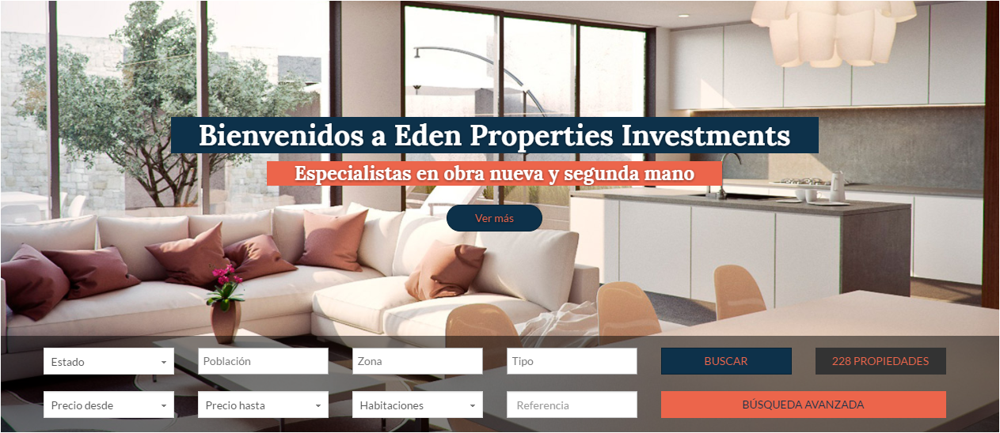 Bienvenidos a Eden Properties Investments
Especialistas en obra nueva y segunda mano
Ver más
Estado
Población
Zona
Tipo
BUSCAR
228 PROPIEDADES
Precio desde
Precio hasta
Habitaciones
Referencia
BÚSQUEDA AVANZADA